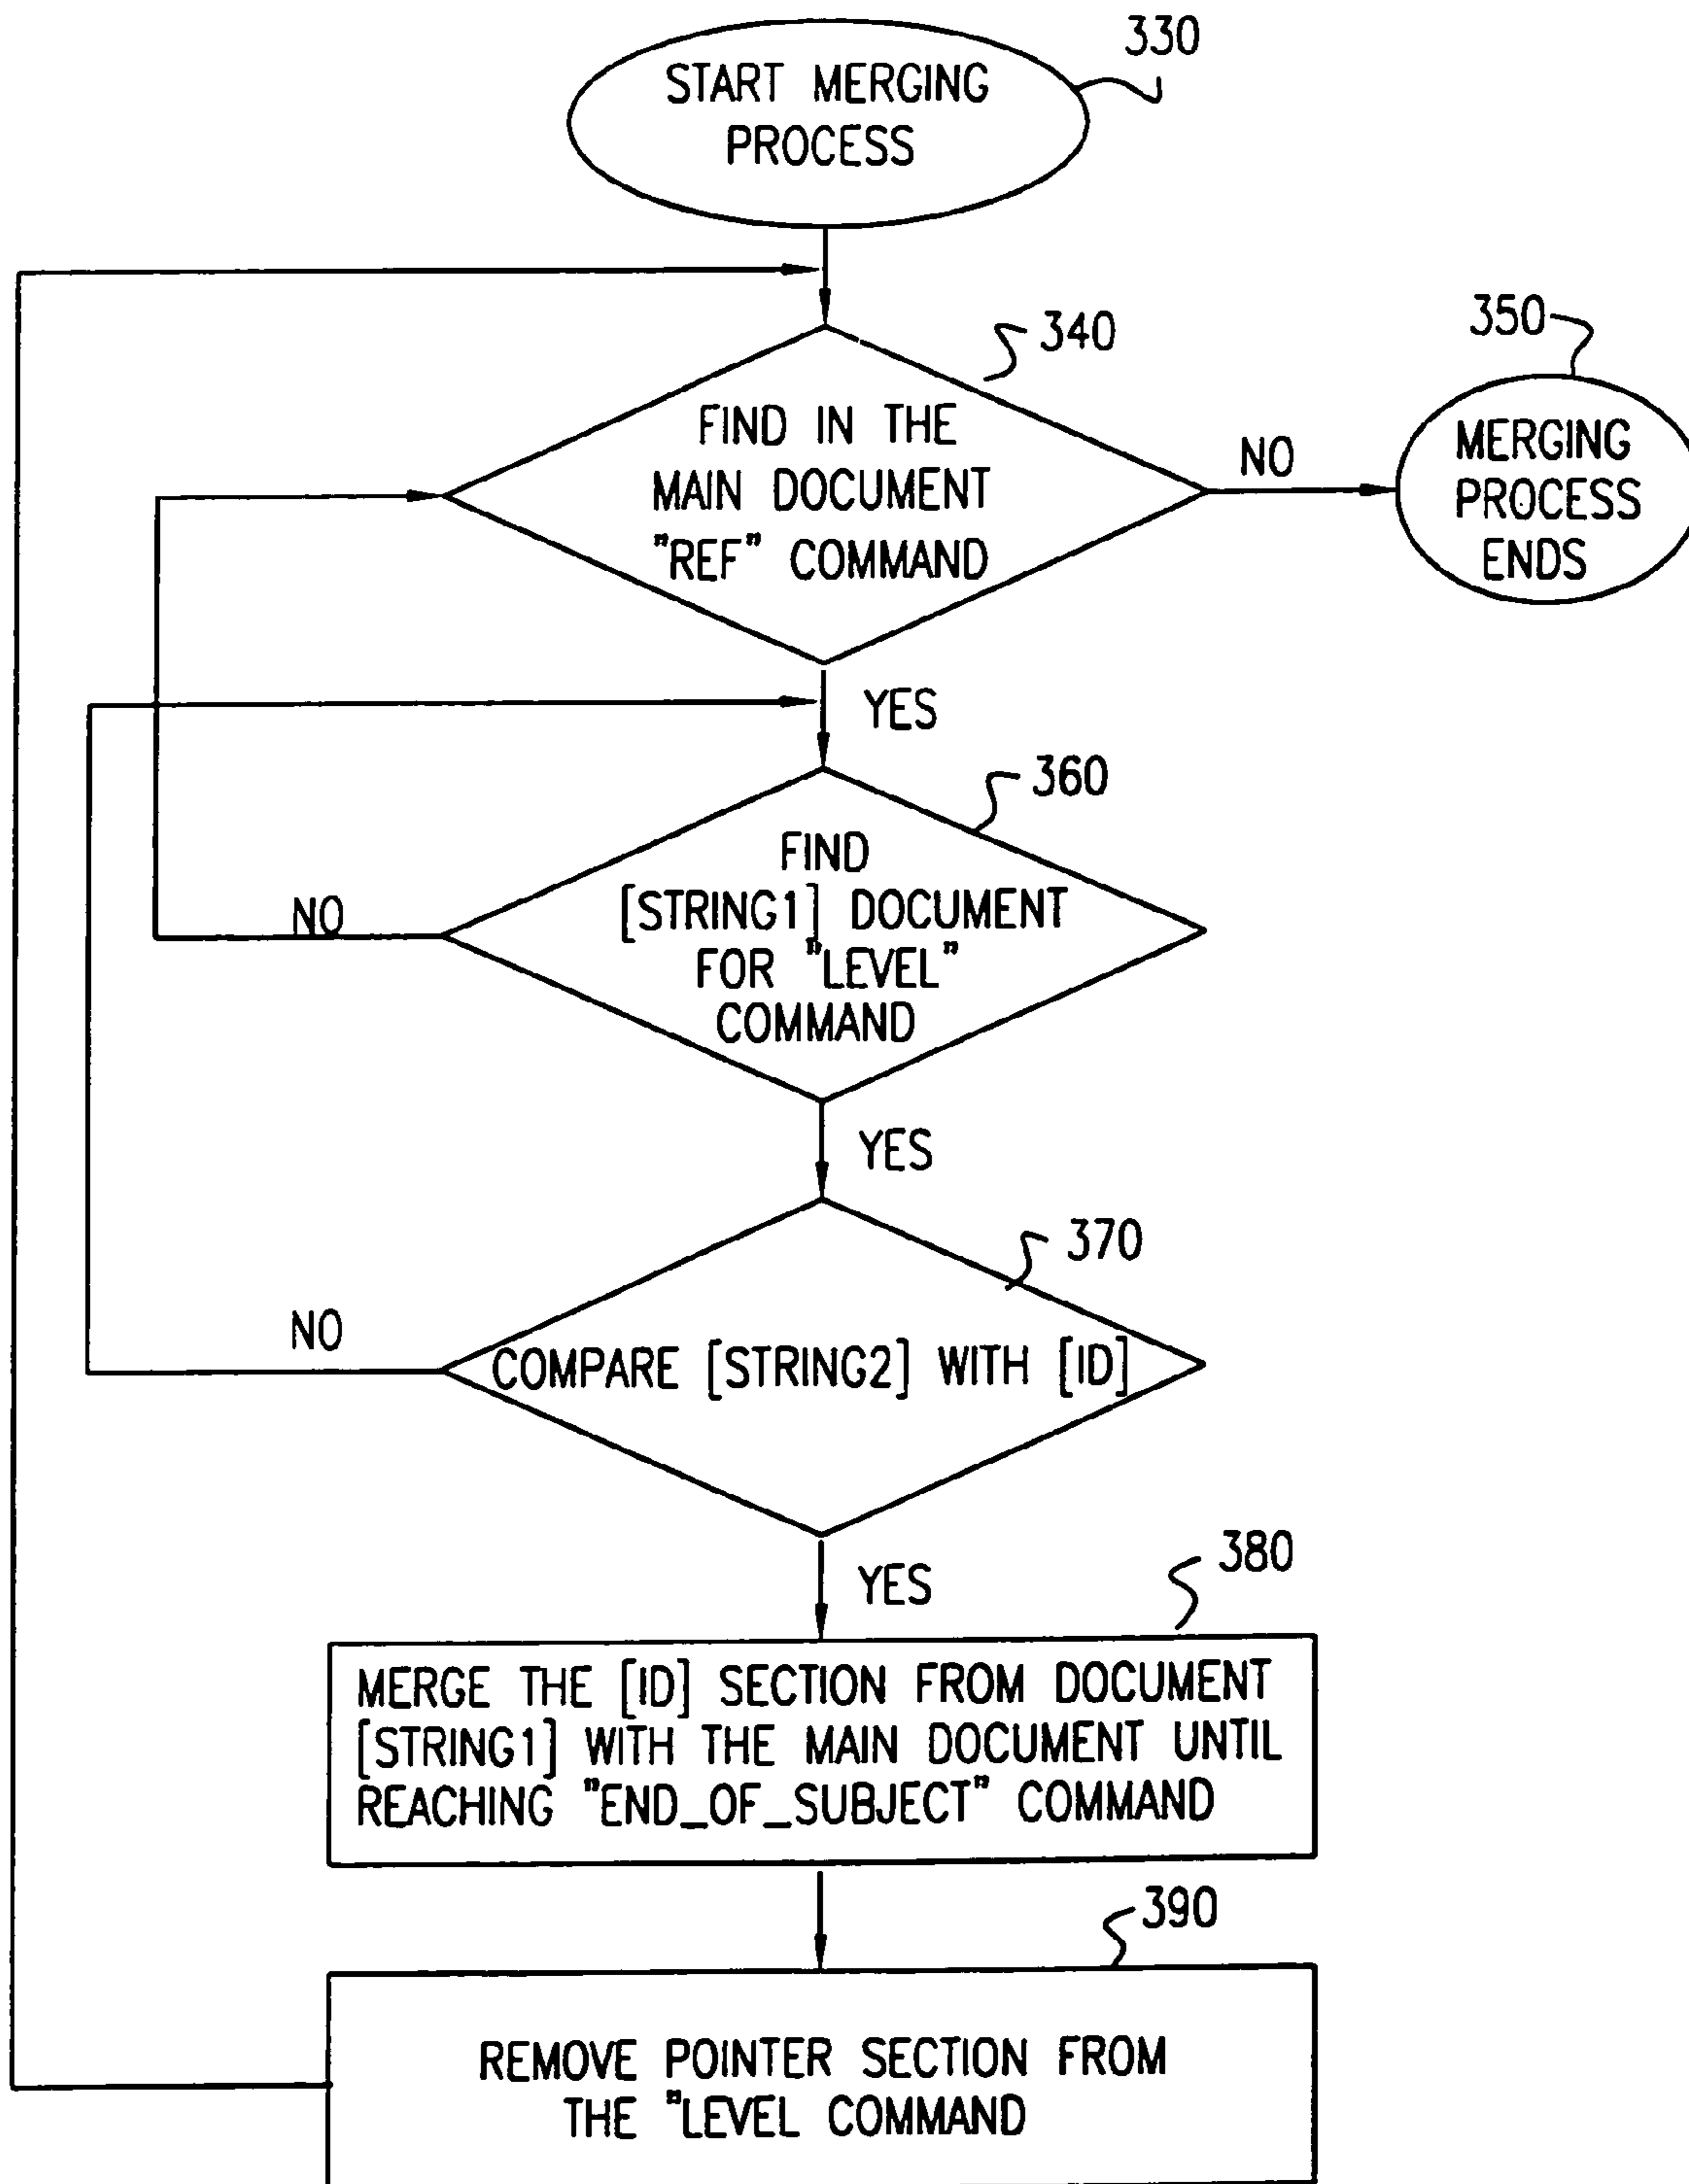 330
START MERGING
PROCESS
340
350
FIND IN THE
MAIN DOCUMENT
"REF" COMMAND
NO
MERGING
PROCESS
ENDS
YES
360
FIND
[STRING1] DOCUMENT
FOR "LEVEL"
COMMAND
NO
YES
370
NO
COMPARE [STRING2] WITH [ID]
YES
380
MERGE THE [ID] SECTION FROM DOCUMENT
[STRING1] WITH THE MAIN DOCUMENT UNTIL
REACHING "END_OF_SUBJECT" COMMAND
390
REMOVE POINTER SECTION FROM
THE "LEVEL COMMAND